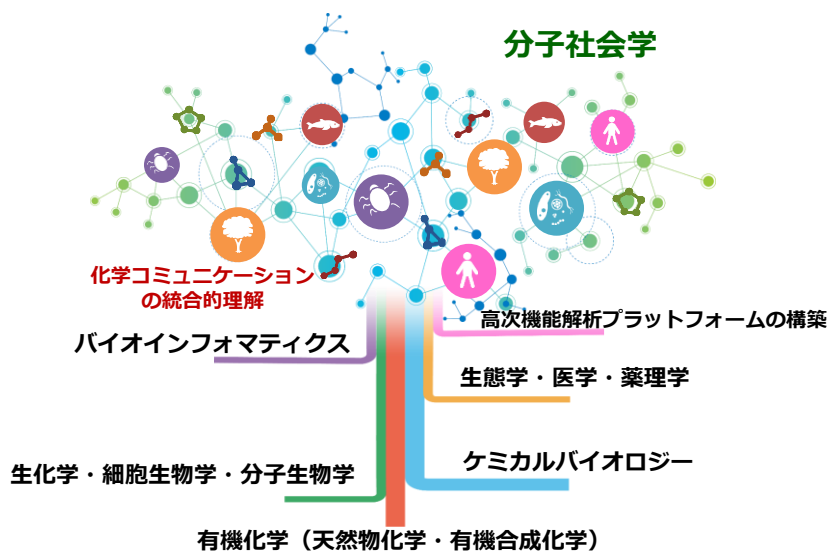 分子社会学
化学コミュニケーション
の統合的理解
高次機能解析プラットフォームの構築
バイオインフォマティクス
生態学・医学・薬理学
生化学・細胞生物学・分子生物学
ケミカルバイオロジー
有機化学（天然物化学・有機合成化学）